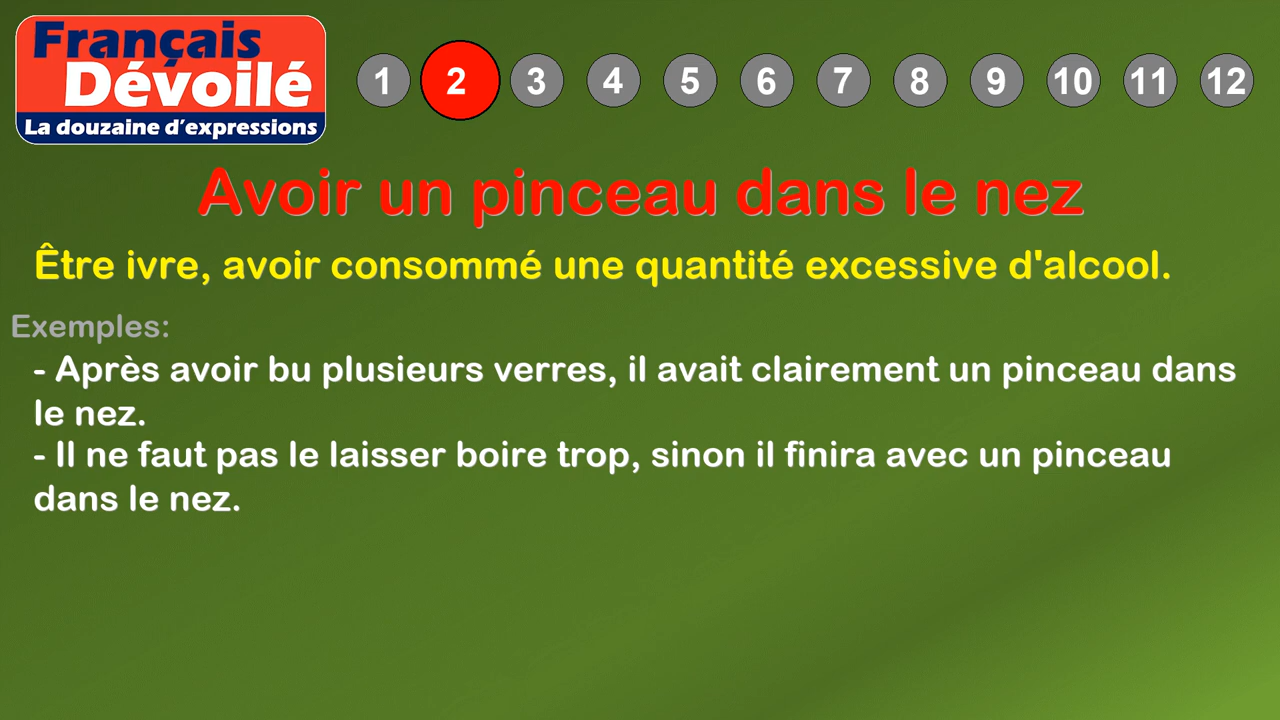 Français
Dévoilé
La douzaine d'expressions
1 2 3 4 5 6 7 8 9 10 11 12
Avoir un pinceau dans le nez
Être ivre, avoir consommé une quantité excessive d'alcool.
Exemples:
- Après avoir bu plusieurs verres, il avait clairement un pinceau dans
le nez.
- Il ne faut pas le laisser boire trop, sinon il finira avec un pinceau
dans le nez.